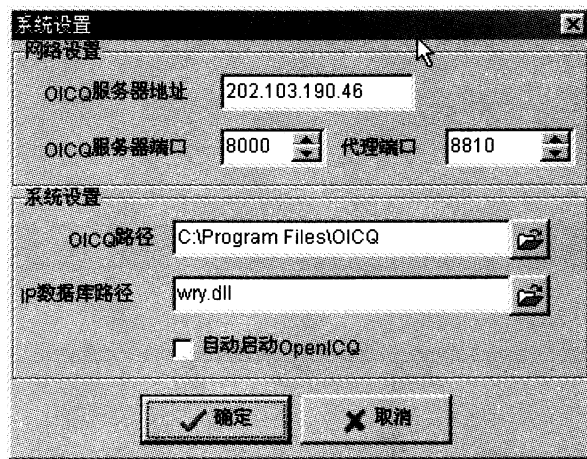 系统设置
网络设置
OICQ服务器地址 202.103.190.46
OICQ服务器端口 8000 代理端口 8810
系统设置
OICQ路径 C:\Program Files\OICQ
IP数据库路径 wry.dll
自动启动OpenICQ
确定 取消